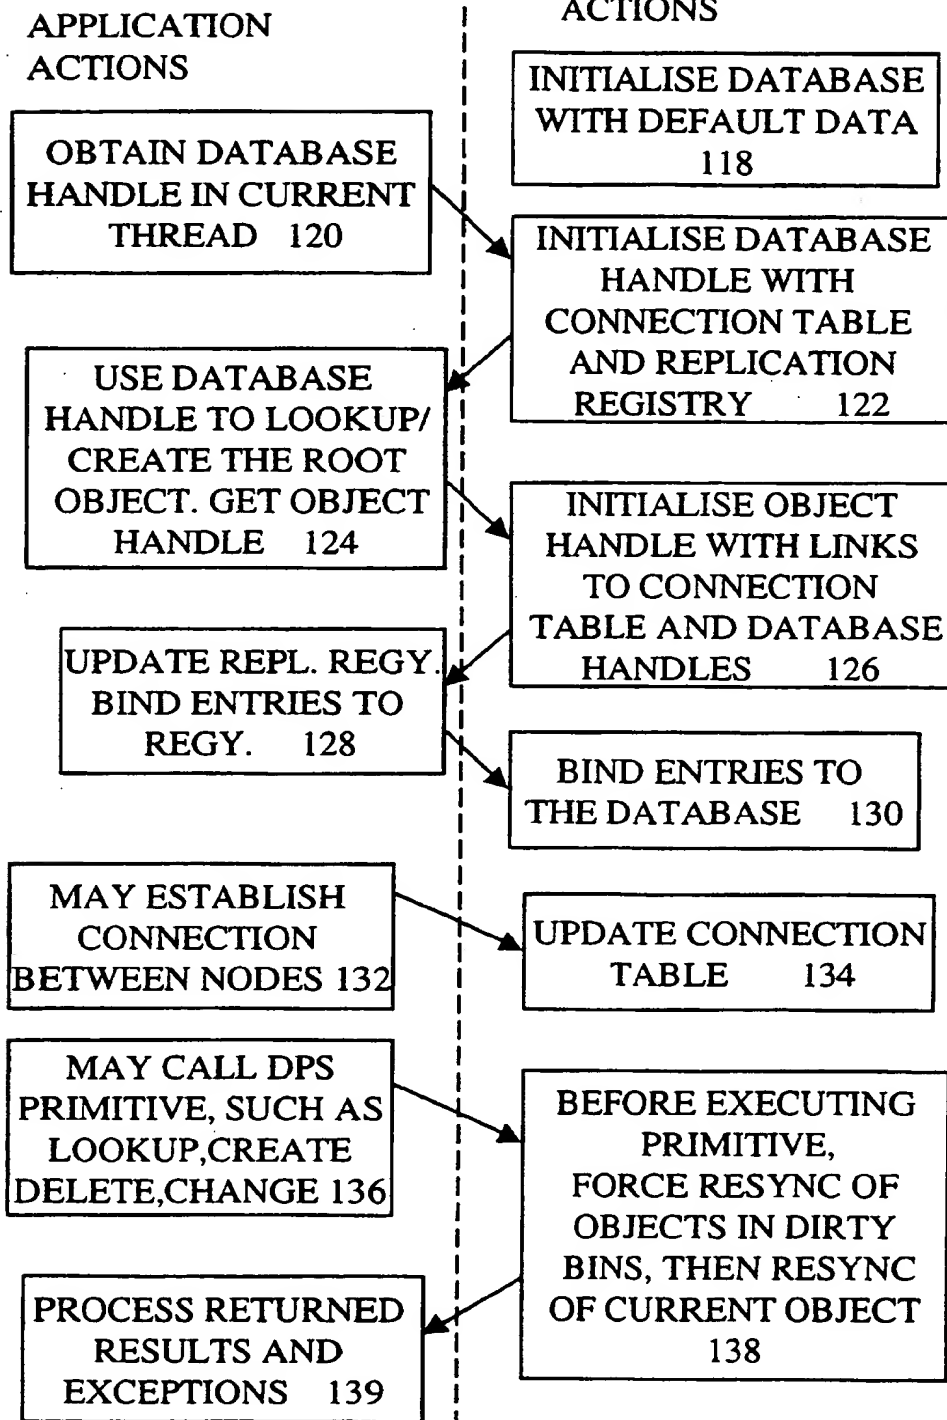 APPLICATION
ACTIONS
ACTIONS
INITIALISE DATABASE
WITH DEFAULT DATA
118
OBTAIN DATABASE
HANDLE IN CURRENT
THREAD 120
INITIALISE DATABASE
HANDLE WITH
CONNECTION TABLE
AND REPLICATION
REGISTRY 122
USE DATABASE
HANDLE TO LOOKUP/
CREATE THE ROOT
OBJECT. GET OBJECT
HANDLE 124
INITIALISE OBJECT
HANDLE WITH LINKS
TO CONNECTION
TABLE AND DATABASE
HANDLES 126
UPDATE REPL. REGY.
BIND ENTRIES TO
REGY. 128
BIND ENTRIES TO
THE DATABASE 130
MAY ESTABLISH
CONNECTION
BETWEEN NODES 132
UPDATE CONNECTION
TABLE 134
MAY CALL DPS
PRIMITIVE, SUCH AS
LOOKUP,CREATE
DELETE,CHANGE 136
BEFORE EXECUTING
PRIMITIVE,
FORCE RESYNC OF
OBJECTS IN DIRTY
BINS, THEN RESYNC
OF CURRENT OBJECT
138
PROCESS RETURNED
RESULTS AND
EXCEPTIONS 139